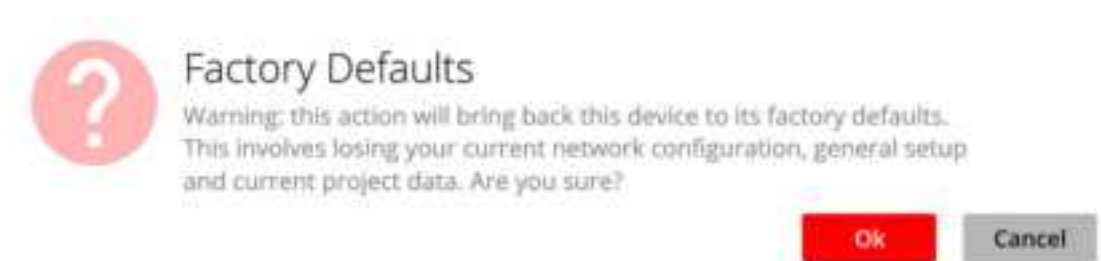 Factory Defaults
Warning: this action will bring back this device to its factory defaults.
This involves losing your current network configuration, general setup
and current project data. Are you sure?
Ok Cancel